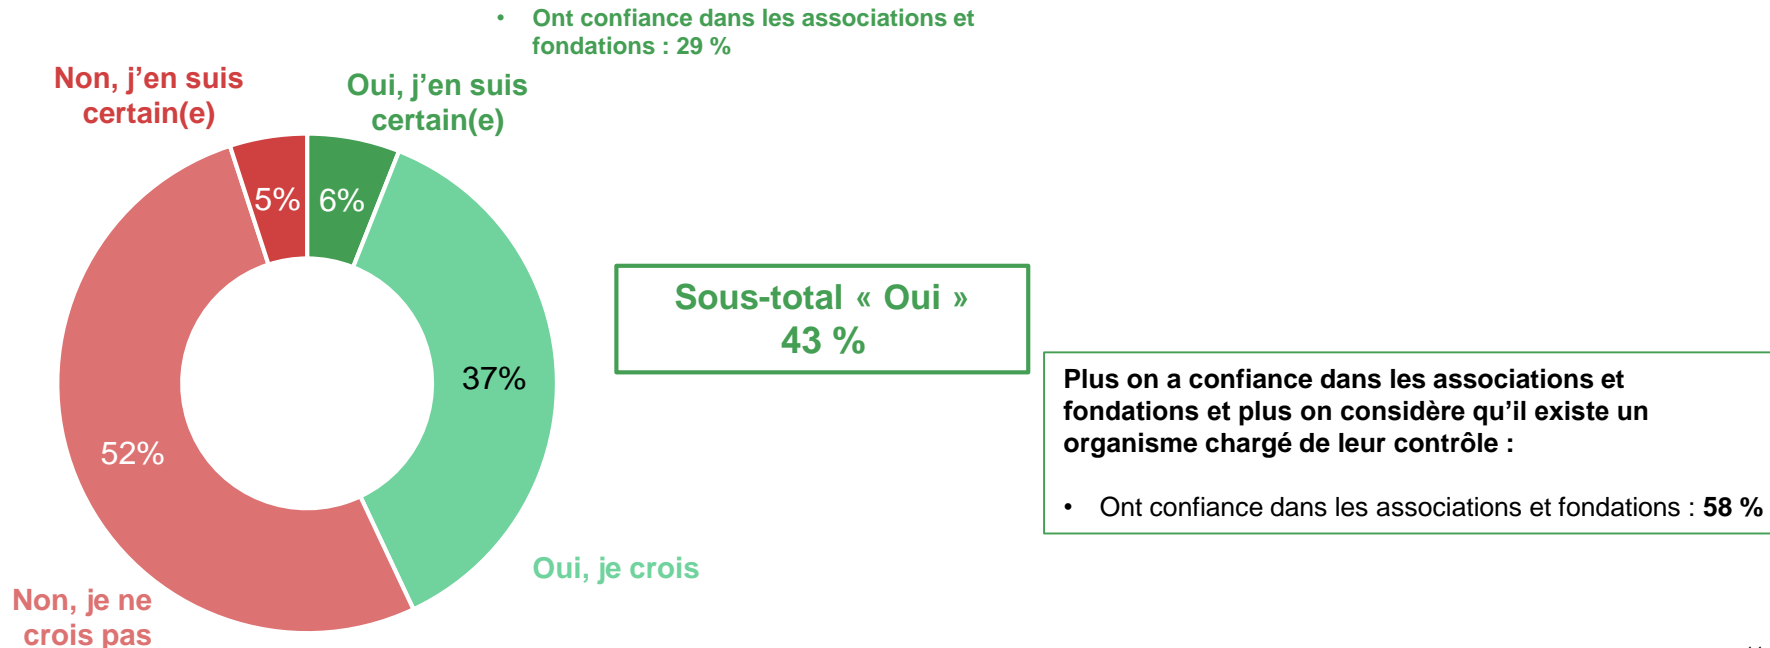 • Ont confiance dans les associations et
fondations : 29 %
Non, j’en suis
certain(e)
Oui, j’en suis
certain(e)
5%
6%
37%
52%
Sous-total « Oui »
43 %
Plus on a confiance dans les associations et
fondations et plus on considère qu’il existe un
organisme chargé de leur contrôle :
• Ont confiance dans les associations et fondations : 58 %
Oui, je crois
Non, je ne
crois pas